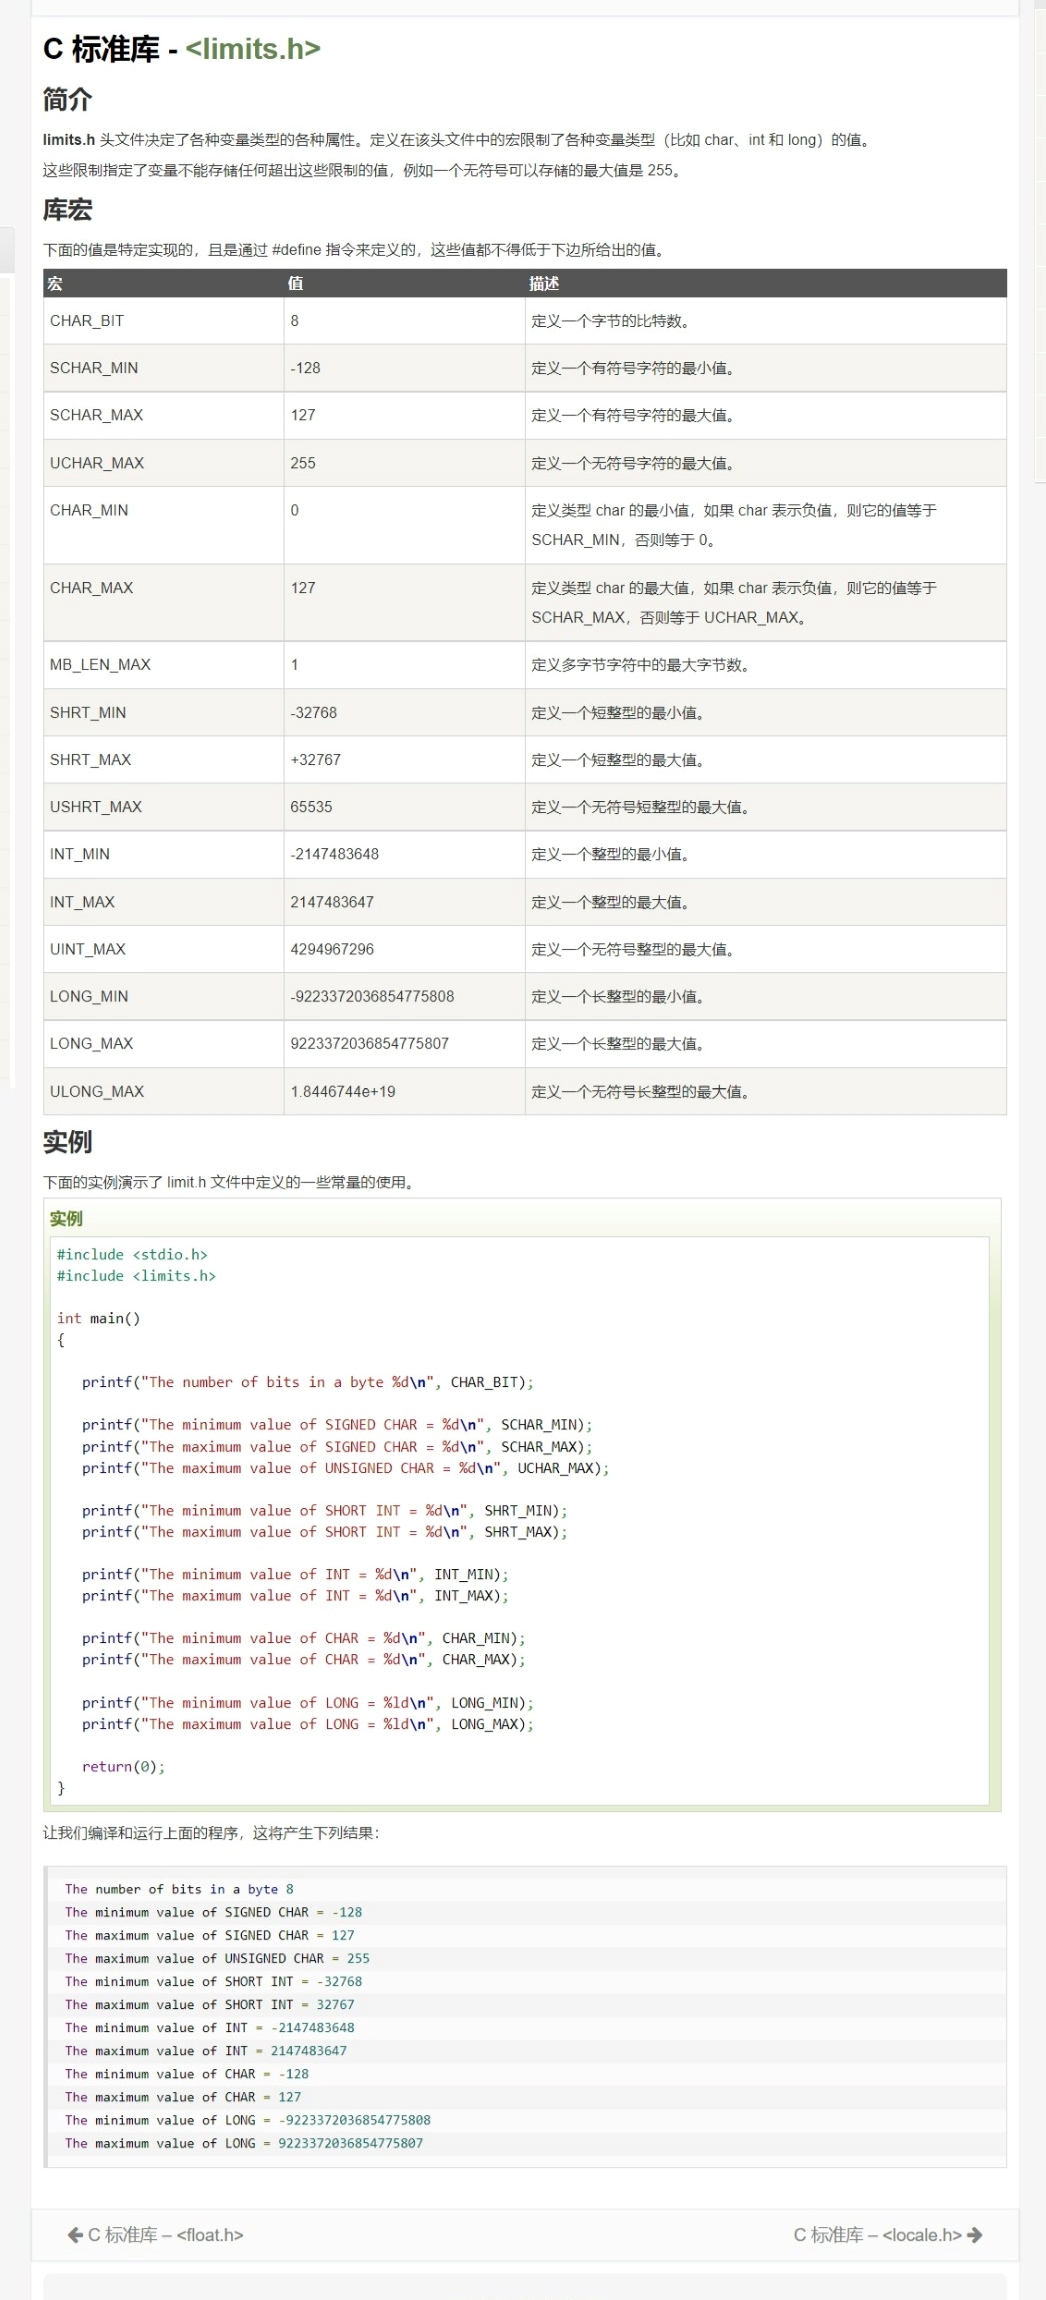 C 标准库 - <limits.h>
简介
limits.h 头文件决定了各种变量类型的各种属性。定义在该头文件中的宏限制了各种变量类型（比如 char、int 和 long）的值。
这些限制指定了变量不能存储任何超出这些限制的值，例如一个无符号可以存储的最大值是 255。
库宏
下面的值是特定实现的，且是通过 #define 指令来定义的，这些值都不得低于下边所给出的值。
宏 值 描述
CHAR_BIT 8 定义一个字节的比特数。
SCHAR_MIN -128 定义一个有符号字符的最小值。
SCHAR_MAX 127 定义一个有符号字符的最大值。
UCHAR_MAX 255 定义一个无符号字符的最大值。
CHAR_MIN 0 定义类型 char 的最小值，如果 char 表示负值，则它的值等于
SCHAR_MIN，否则等于 0。
CHAR_MAX 127 定义类型 char 的最大值，如果 char 表示负值，则它的值等于
SCHAR_MAX，否则等于 UCHAR_MAX。
MB_LEN_MAX 1 定义多字节字符中的最大字节数。
SHRT_MIN -32768 定义一个短整型的最小值。
SHRT_MAX +32767 定义一个短整型的最大值。
USHRT_MAX 65535 定义一个无符号短整型的最大值。
INT_MIN -2147483648 定义一个整型的最小值。
INT_MAX 2147483647 定义一个整型的最大值。
UINT_MAX 4294967296 定义一个无符号整型的最大值。
LONG_MIN -9223372036854775808 定义一个长整型的最小值。
LONG_MAX 9223372036854775807 定义一个长整型的最大值。
ULONG_MAX 1.8446744e+19 定义一个无符号长整型的最大值。
实例
下面的实例演示了 limit.h 文件中定义的一些常量的使用。
实例
#include <stdio.h>
#include <limits.h>
int main()
{
printf("The number of bits in a byte %d\n", CHAR_BIT);
printf("The minimum value of SIGNED CHAR = %d\n", SCHAR_MIN);
printf("The maximum value of SIGNED CHAR = %d\n", SCHAR_MAX);
printf("The maximum value of UNSIGNED CHAR = %d\n", UCHAR_MAX);
printf("The minimum value of SHORT INT = %d\n", SHRT_MIN);
printf("The maximum value of SHORT INT = %d\n", SHRT_MAX);
printf("The minimum value of INT = %d\n", INT_MIN);
printf("The maximum value of INT = %d\n", INT_MAX);
printf("The minimum value of CHAR = %d\n", CHAR_MIN);
printf("The maximum value of CHAR = %d\n", CHAR_MAX);
printf("The minimum value of LONG = %ld\n", LONG_MIN);
printf("The maximum value of LONG = %ld\n", LONG_MAX);
return(0);
}
让我们编译和运行上面的程序，这将产生下列结果：
The number of bits in a byte 8
The minimum value of SIGNED CHAR = -128
The maximum value of SIGNED CHAR = 127
The maximum value of UNSIGNED CHAR = 255
The minimum value of SHORT INT = -32768
The maximum value of SHORT INT = 32767
The minimum value of INT = -2147483648
The maximum value of INT = 2147483647
The minimum value of CHAR = -128
The maximum value of CHAR = 127
The minimum value of LONG = -9223372036854775808
The maximum value of LONG = 9223372036854775807
← C 标准库 – <float.h>
C 标准库 – <locale.h> →